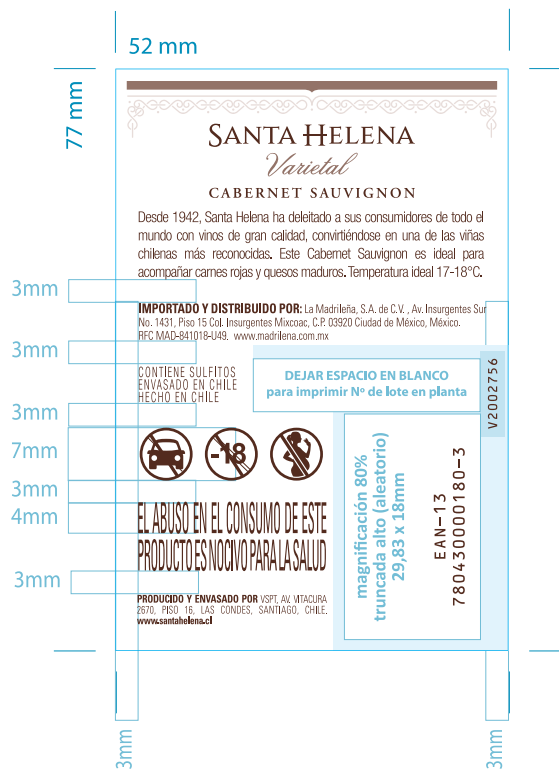 52 mm
77 mm
SANTA HELENA
Varietal
CABERNET SAUVIGNON
Desde 1942, Santa Helena ha deleitado a sus consumidores de todo el
mundo con vinos de gran calidad, convirtiéndose en una de las viñas
chilenas más reconocidas. Este Cabernet Sauvignon es ideal para
acompañar carnes rojas y quesos maduros. Temperatura ideal 17-18°C.
3mm
IMPORTADO Y DISTRIBUIDO POR: La Madrileña, S.A. de C.V. , Av. Insurgentes Sur
No. 1431, Piso 15 Col. Insurgentes Mixcoac, C.P. 03920 Ciudad de México, México.
RFC MAD-841018-U49. www.madrilena.com.mx
3mm
CONTIENE SULFITOS
ENVASADO EN CHILE
HECHO EN CHILE
DEJAR ESPACIO EN BLANCO
para imprimir Nº de lote en planta
V2002756
3mm
7mm
-18
3mm
4mm
EL ABUSO EN EL CONSUMO DE ESTE
PRODUCTO ES NOCIVO PARA LA SALUD
magnificación 80%
truncada alto (aleatorio)
29,83 x 18mm
EAN-13
780430000180-3
3mm
PRODUCIDO Y ENVASADO POR VSPT, AV. VITACURA
2670, PISO 16, LAS CONDES, SANTIAGO, CHILE.
www.santahelena.cl
3mm
3mm